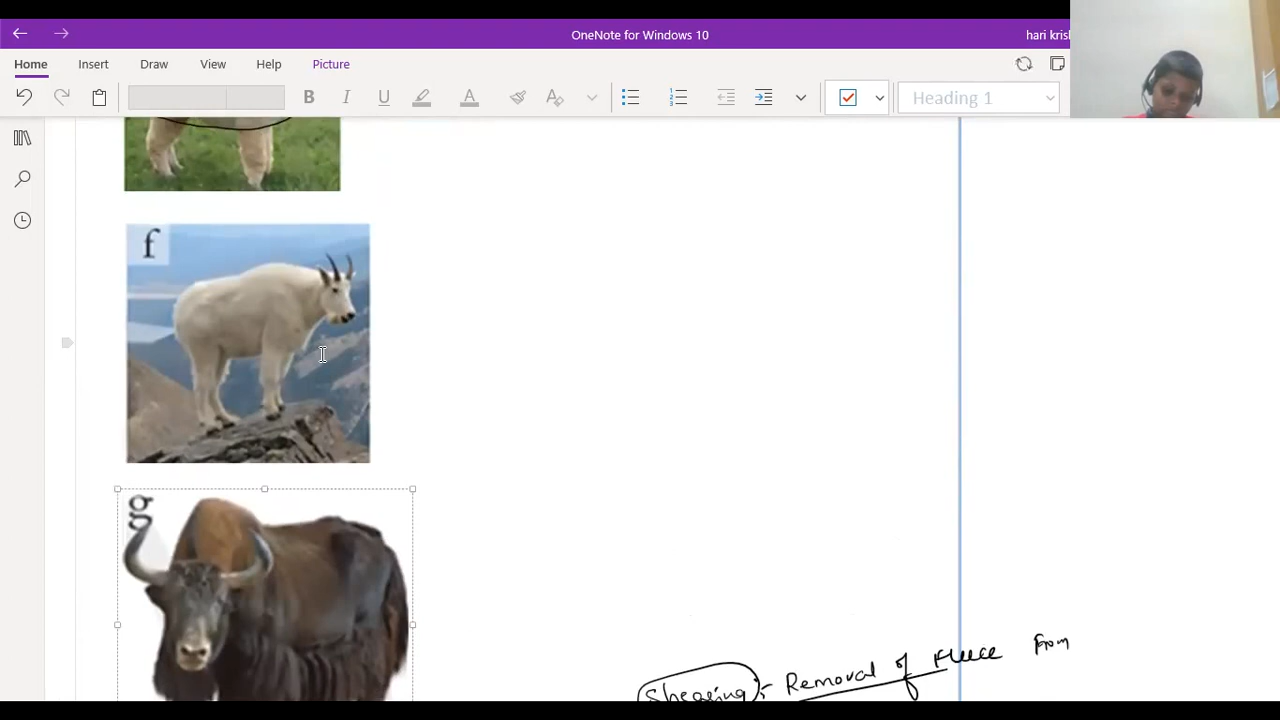 OneNote for Windows 10
hari krisl
Home Insert Draw View Help Picture
B I U A Heading 1
f
g
Shearing :- Removal of Fleece From